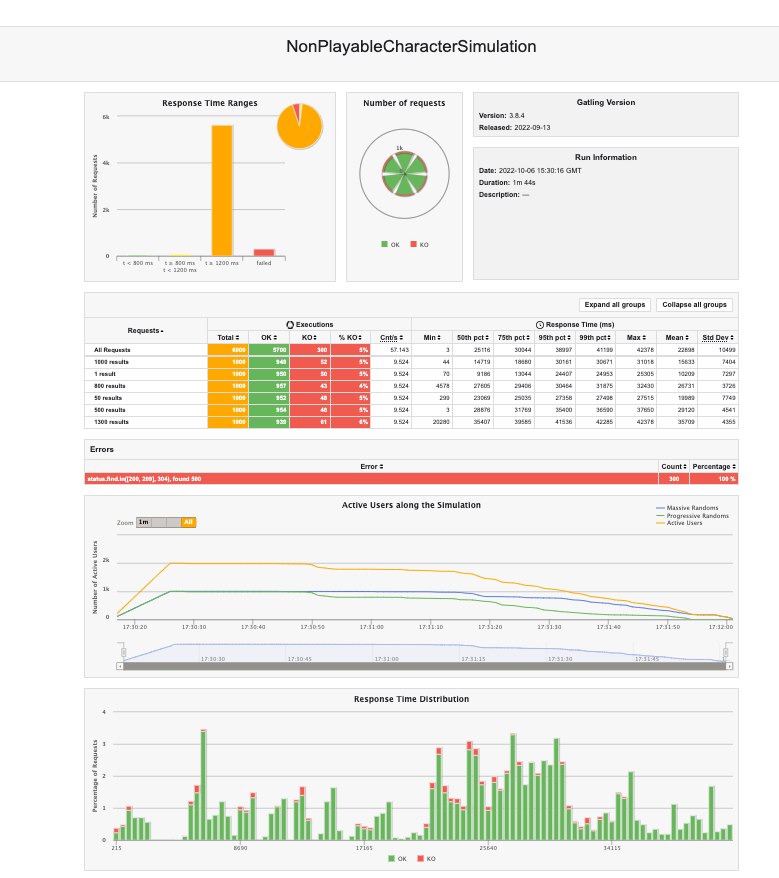 NonPlayableCharacterSimulation
Response Time Ranges
Number of Requests
6k
4k
2k
0
t < 800 ms
t ≥ 800 ms
t < 1200 ms
t ≥ 1200 ms
failed
Number of requests
1k
OK KO
Gatling Version
Version: 3.8.4
Released: 2022-09-13
Run Information
Date: 2022-10-06 15:30:16 GMT
Duration: 1m 44s
Description: —
Expand all groups Collapse all groups
Requests Executions Response Time (ms)
Total OK KO % KO Cnt/s Min 50th pct 75th pct 95th pct 99th pct Max Mean Std Dev
All Requests 6000 5700 300 5% 57.143 3 25116 30044 38997 41199 42378 22898 10499
1000 results 1000 948 52 5% 9.524 44 14719 18680 30161 30671 31018 15633 7404
1 result 1000 950 50 5% 9.524 70 9186 13044 24407 24953 25305 10209 7297
800 results 1000 957 43 4% 9.524 4578 27605 29406 30464 31875 32430 26731 3726
50 results 1000 952 48 5% 9.524 299 23069 25035 27358 27498 27515 19989 7749
500 results 1000 954 46 5% 9.524 3 28876 31769 35400 36590 37650 29120 4541
1300 results 1000 939 61 6% 9.524 20280 35407 39585 41536 42285 42378 35709 4355
Errors
Error Count Percentage
status.find.in([200, 209], 304), found 500 300 100 %
Active Users along the Simulation
Zoom 1m All
Massive Randoms
Progressive Randoms
Active Users
Number of Active Users
2k
1k
0
17:30:20 17:30:30 17:30:40 17:30:50 17:31:00 17:31:10 17:31:20 17:31:30 17:31:40 17:31:50 17:32:00
17:30:30 17:30:45 17:31:00 17:31:15 17:31:30 17:31:45
Response Time Distribution
Percentage of Requests
4
3
2
1
0
215 8690 17165 25640 34115
OK KO